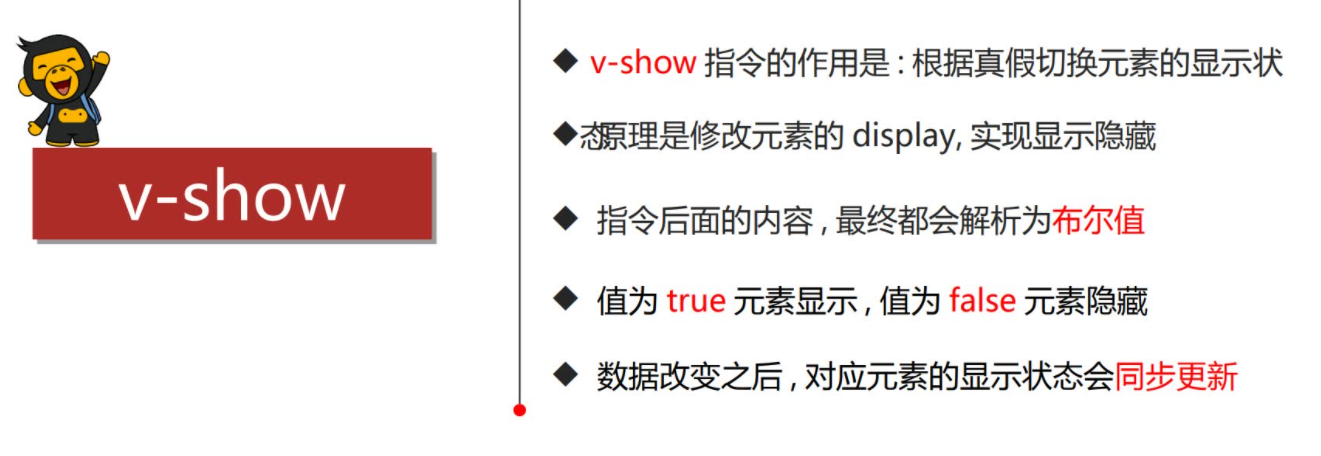 v-show
◆ v-show 指令的作用是:根据真假切换元素的显示状
◆态原理是修改元素的 display, 实现显示隐藏
◆ 指令后面的内容,最终都会解析为布尔值
◆ 值为 true 元素显示,值为 false 元素隐藏
◆ 数据改变之后,对应元素的显示状态会同步更新